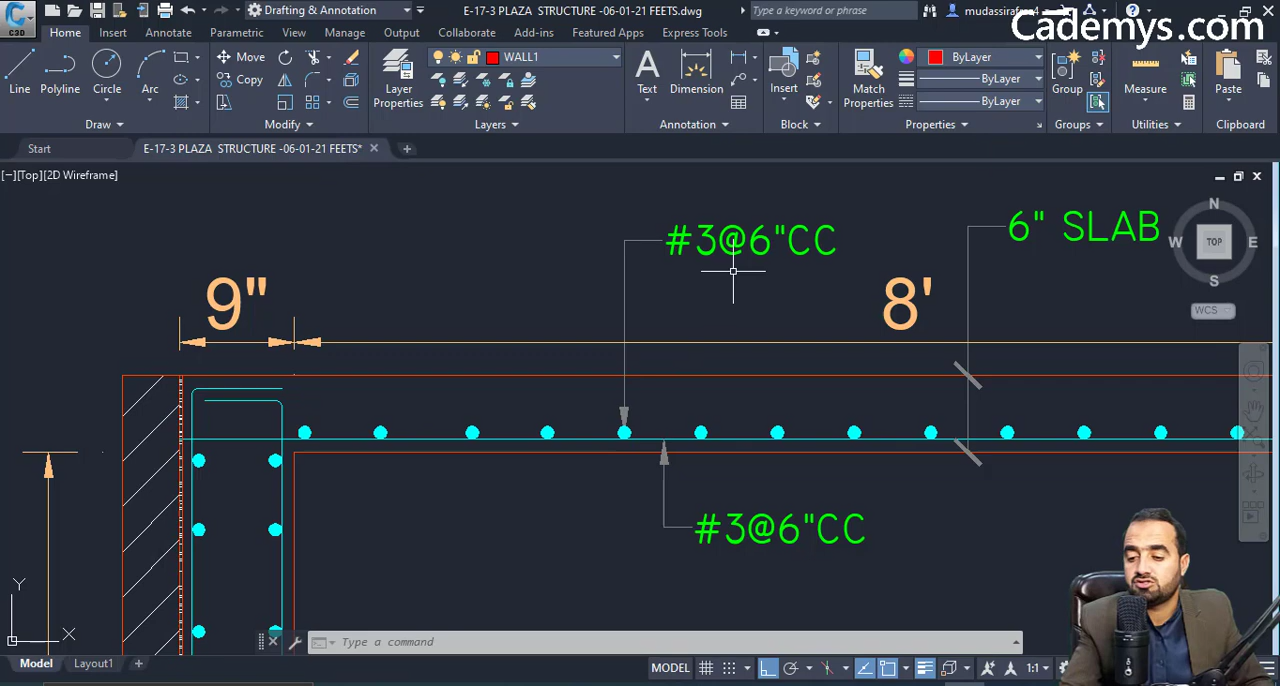 C3D
Drafting & Annotation
E-17-3 PLAZA STRUCTURE -06-01-21 FEETS.dwg
Type a keyword or phrase
Cademys.com
Home Insert Annotate Parametric View Manage Output Collaborate Add-ins Featured Apps Express Tools
Line Polyline Circle Arc
Move
Copy
Layer Properties
WALL1
Text Dimension
Insert
Match Properties
ByLayer
ByLayer
ByLayer
Group
Measure
Paste
Draw Modify Layers Annotation Block Properties Groups Utilities Clipboard
Start E-17-3 PLAZA STRUCTURE -06-01-21 FEETS*
[−][Top][2D Wireframe]
N
W TOP E
S
WCS
#3@6"CC
6" SLAB
9"
8'
#3@6"CC
Y
X
Type a command
Model Layout1
MODEL
1:1